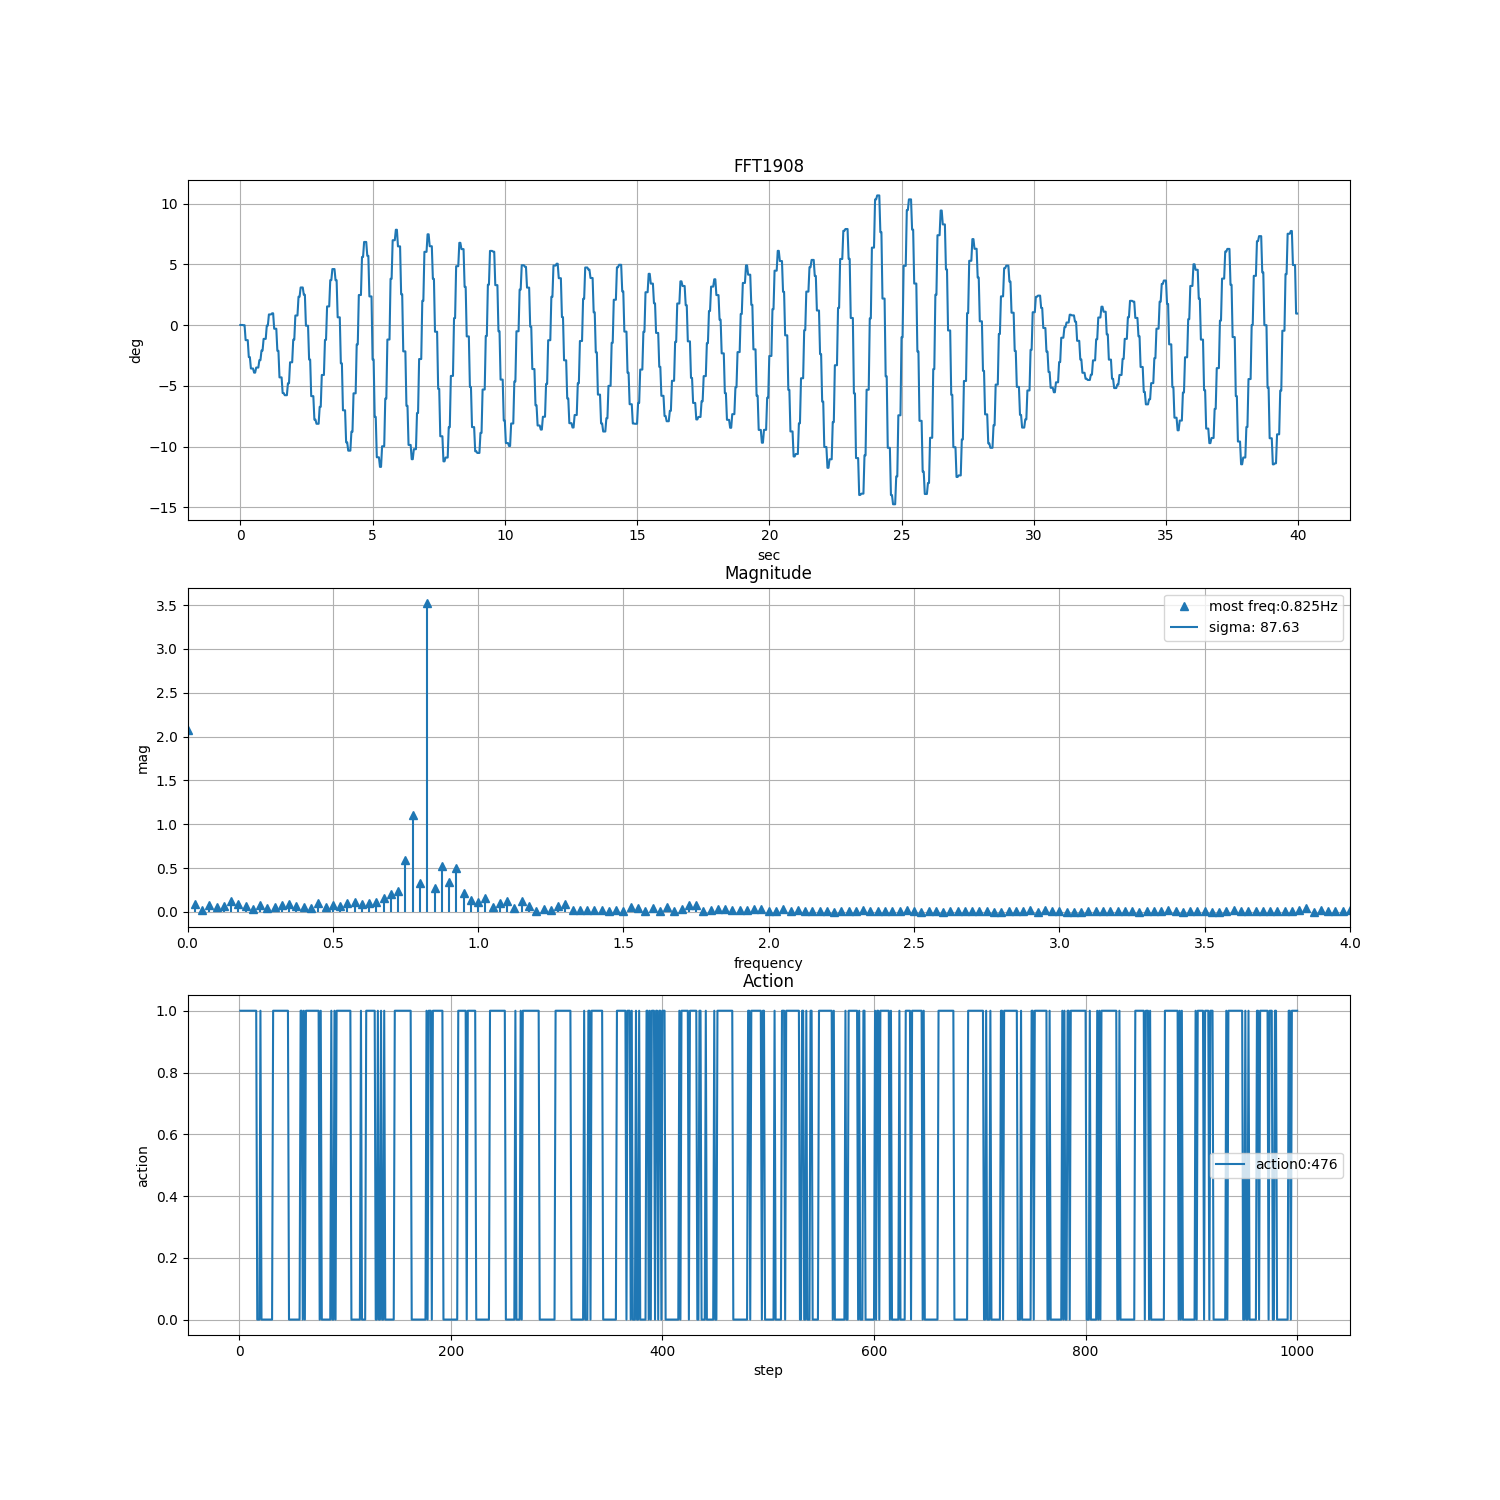 FFT1908
10
5
0
−5
−10
−15
deg
0 5 10 15 20 25 30 35 40
sec
Magnitude
3.5
3.0
2.5
2.0
1.5
1.0
0.5
0.0
mag
most freq:0.825Hz
sigma: 87.63
0.0 0.5 1.0 1.5 2.0 2.5 3.0 3.5 4.0
frequency
Action
1.0
0.8
0.6
0.4
0.2
0.0
action
action0:476
0 200 400 600 800 1000
step